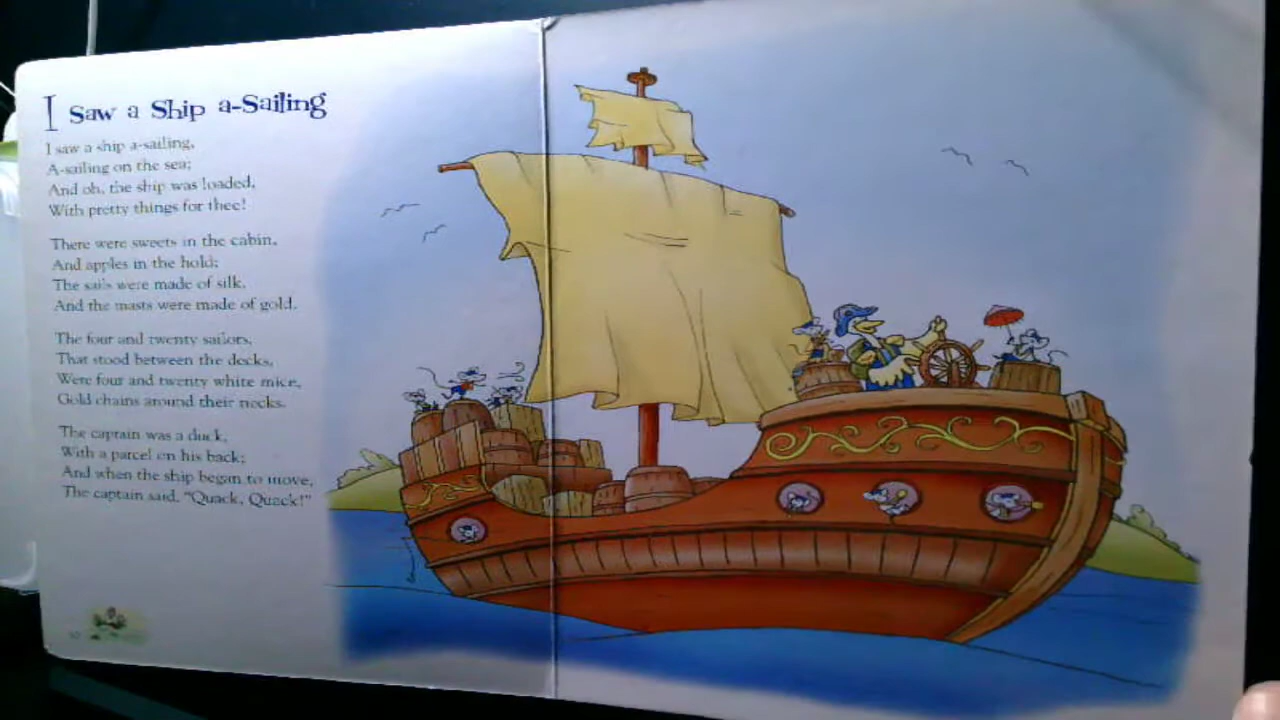 I Saw a Ship a-Sailing
I saw a ship a-sailing,
A-sailing on the sea;
And oh, the ship was loaded,
With pretty things for thee!
There were sweets in the cabin,
And apples in the hold;
The sails were made of silk,
And the masts were made of gold.
The four and twenty sailors,
That stood between the decks,
Were four and twenty white mice,
Gold chains around their necks.
The captain was a duck,
With a parcel on his back;
And when the ship began to move,
The captain said, "Quack, Quack!"